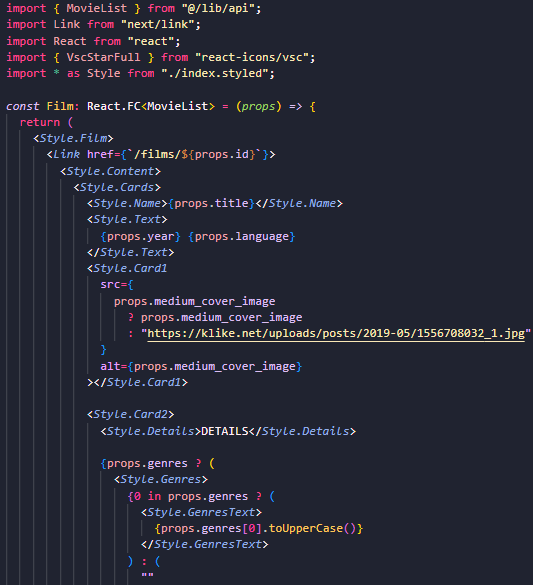 import { MovieList } from "@/lib/api";
import Link from "next/link";
import React from "react";
import { VscStarFull } from "react-icons/vsc";
import * as Style from "./index.styled";

const Film: React.FC<MovieList> = (props) => {
  return (
    <Style.Film>
      <Link href={`/films/${props.id}`}>
        <Style.Content>
          <Style.Cards>
            <Style.Name>{props.title}</Style.Name>
            <Style.Text>
              {props.year} {props.language}
            </Style.Text>
            <Style.Card1
              src={
                props.medium_cover_image
                  ? props.medium_cover_image
                  : "https://klike.net/uploads/posts/2019-05/1556708032_1.jpg"
              }
              alt={props.medium_cover_image}
            ></Style.Card1>

            <Style.Card2>
              <Style.Details>DETAILS</Style.Details>

              {props.genres ? (
                <Style.Genres>
                  {0 in props.genres ? (
                    <Style.GenresText>
                      {props.genres[0].toUpperCase()}
                    </Style.GenresText>
                  ) : (
                    ""